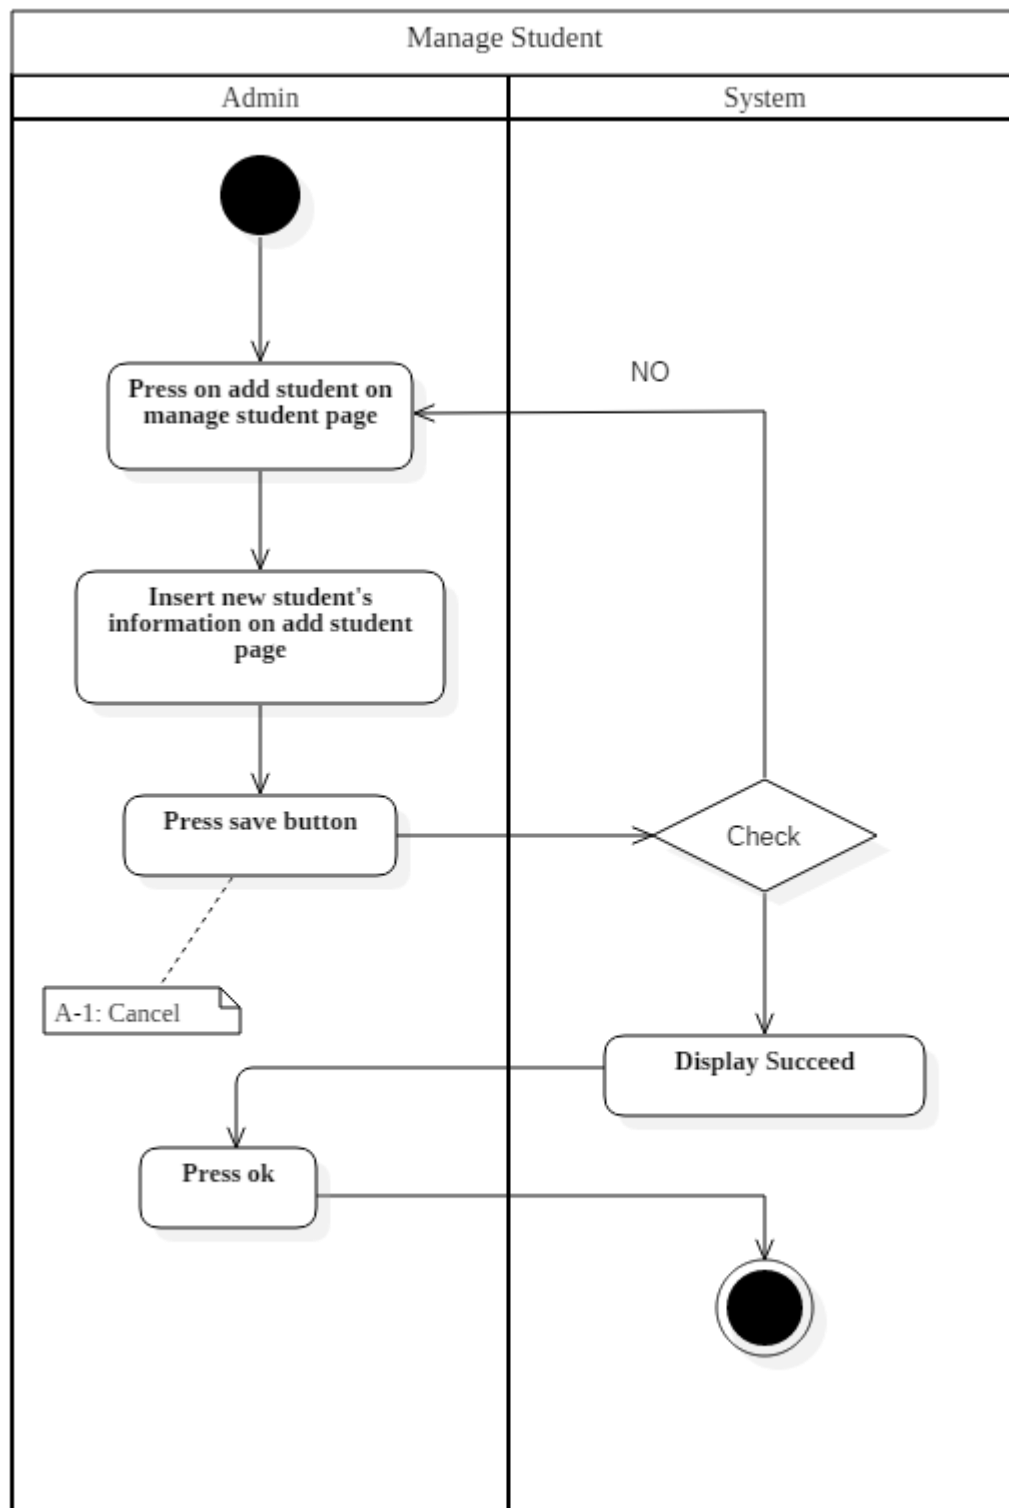 Manage Student
Admin
System
Press on add student on
manage student page
NO
Insert new student's
information on add student
page
Press save button
Check
A-1: Cancel
Display Succeed
Press ok